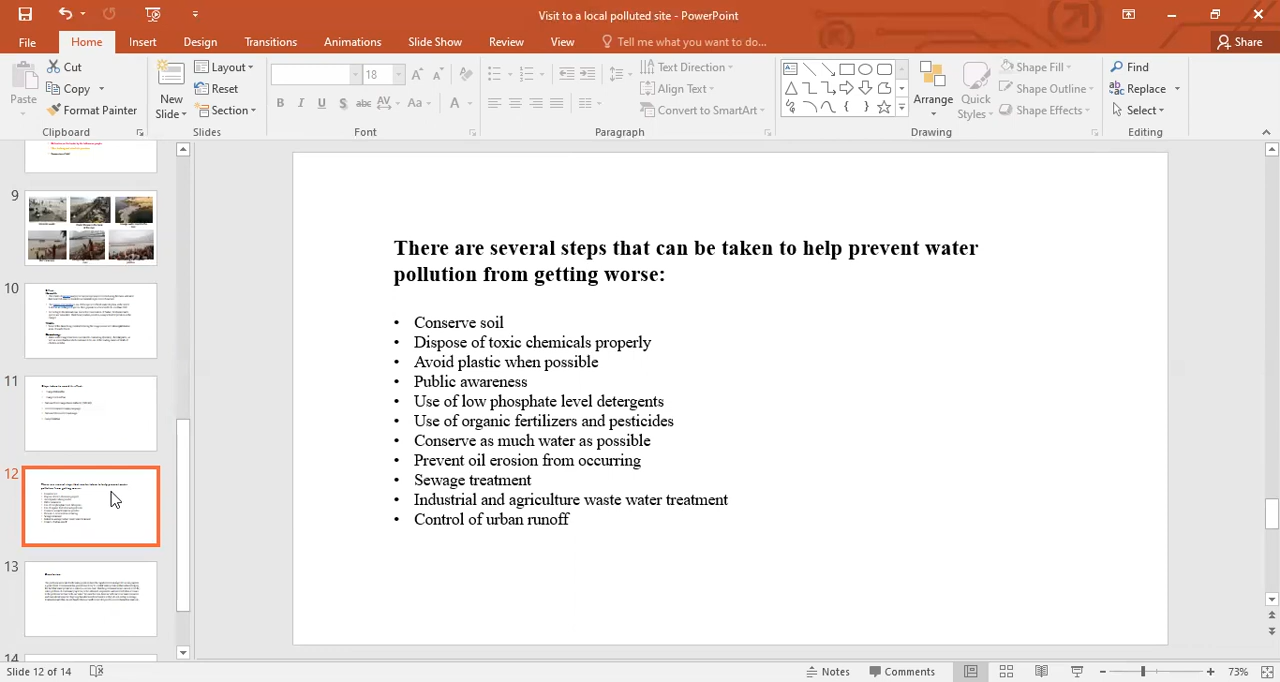 Visit to a local polluted site - PowerPoint
File Home Insert Design Transitions Animations Slide Show Review View Tell me what you want to do... Share
Cut Layout 18 Text Direction Shape Fill Find
Paste Copy New Slide Reset Align Text Arrange Quick Styles Shape Outline Replace
Format Painter Section B I U S abc AV Aa A Convert to SmartArt Shape Effects Select
Clipboard Slides Font Paragraph Drawing Editing
9
10
11
12
13
14
There are several steps that can be taken to help prevent water
pollution from getting worse:
• Conserve soil
• Dispose of toxic chemicals properly
• Avoid plastic when possible
• Public awareness
• Use of low phosphate level detergents
• Use of organic fertilizers and pesticides
• Conserve as much water as possible
• Prevent oil erosion from occurring
• Sewage treatment
• Industrial and agriculture waste water treatment
• Control of urban runoff
Slide 12 of 14 Notes Comments 73%